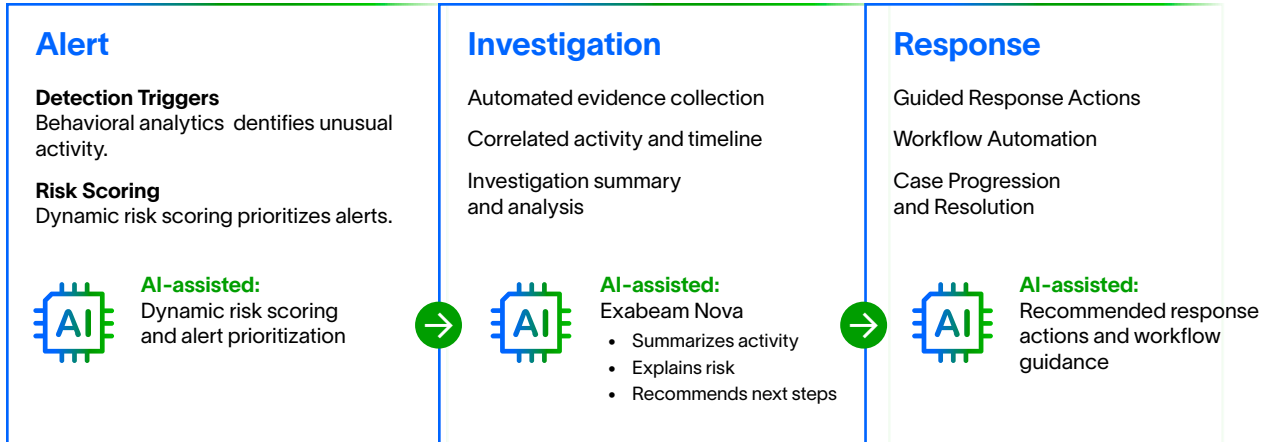 Alert
Detection Triggers
Behavioral analytics  dentifies unusual
activity.
Risk Scoring
Dynamic risk scoring prioritizes alerts.
AI
AI-assisted:
Dynamic risk scoring
and alert prioritization
Investigation
Automated evidence collection
Correlated activity and timeline
Investigation summary
and analysis
AI
AI-assisted:
Exabeam Nova
• Summarizes activity
• Explains risk
• Recommends next steps
Response
Guided Response Actions
Workflow Automation
Case Progression
and Resolution
AI
AI-assisted:
Recommended response
actions and workflow
guidance